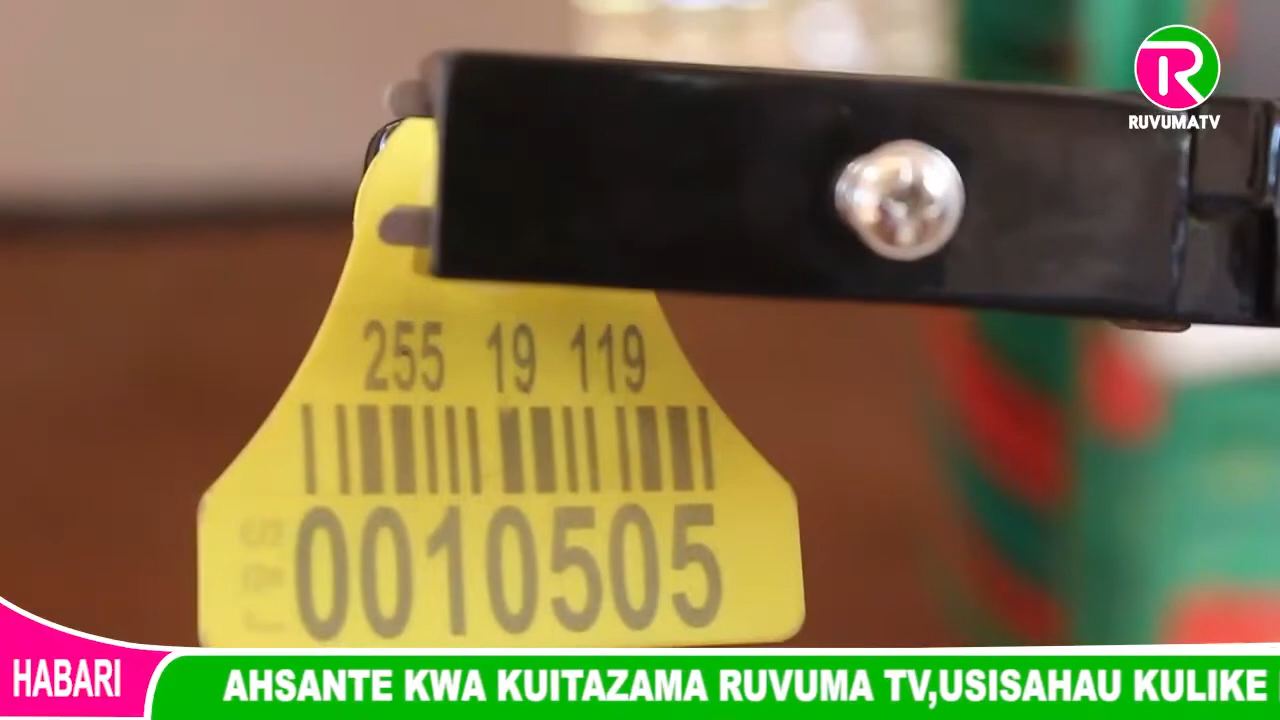 R
RUVUMATV
255 19 119
0010505
HABARI
AHSANTE KWA KUITAZAMA RUVUMA TV,USISAHAU KULIKE